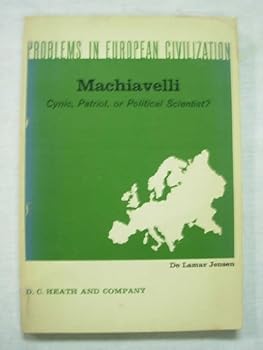 PROBLEMS IN EUROPEAN CIVILIZATION
Machiavelli
Cynic, Patriot, or Political Scientist?
De Lamar Jensen
D. C. HEATH AND COMPANY